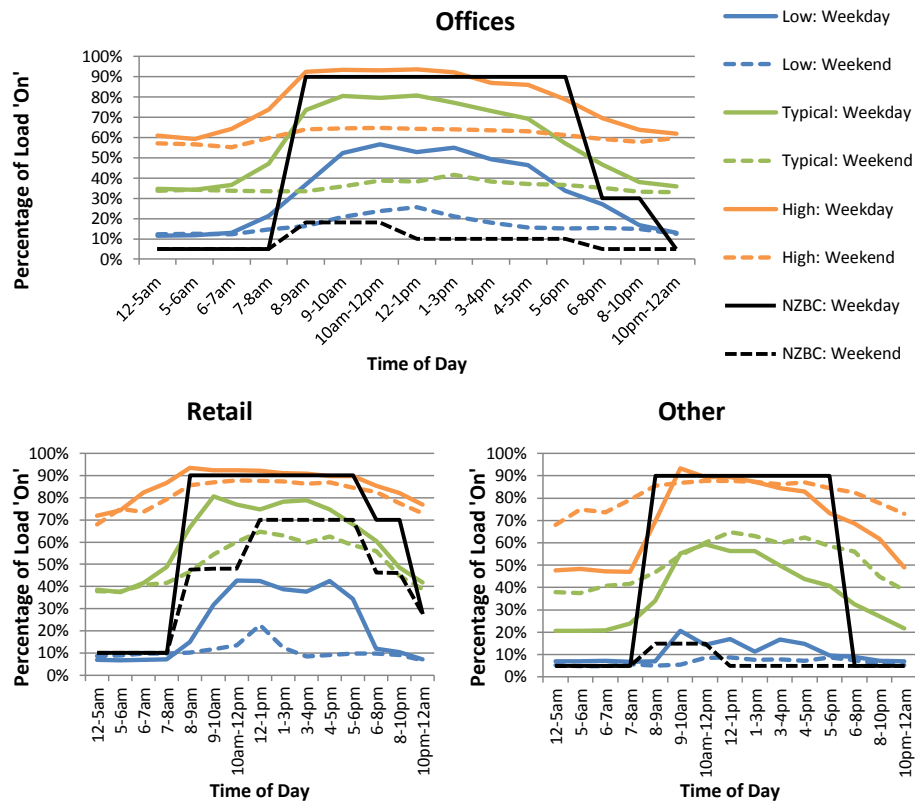 Offices
Percentage of Load 'On'
100%
90%
80%
70%
60%
50%
40%
30%
20%
10%
0%
12-5am
5-6am
6-7am
7-8am
8-9am
9-10am
10am-12pm
12-1pm
1-3pm
3-4pm
4-5pm
5-6pm
6-8pm
8-10pm
10pm-12am
Time of Day
Low: Weekday
Low: Weekend
Typical: Weekday
Typical: Weekend
High: Weekday
High: Weekend
NZBC: Weekday
NZBC: Weekend
Retail
Percentage of Load 'On'
100%
90%
80%
70%
60%
50%
40%
30%
20%
10%
0%
12-5am
5-6am
6-7am
7-8am
8-9am
9-10am
10am-12pm
12-1pm
1-3pm
3-4pm
4-5pm
5-6pm
6-8pm
8-10pm
10pm-12am
Time of Day
Other
Percentage of Load 'On'
100%
90%
80%
70%
60%
50%
40%
30%
20%
10%
0%
12-5am
5-6am
6-7am
7-8am
8-9am
9-10am
10am-12pm
12-1pm
1-3pm
3-4pm
4-5pm
5-6pm
6-8pm
8-10pm
10pm-12am
Time of Day